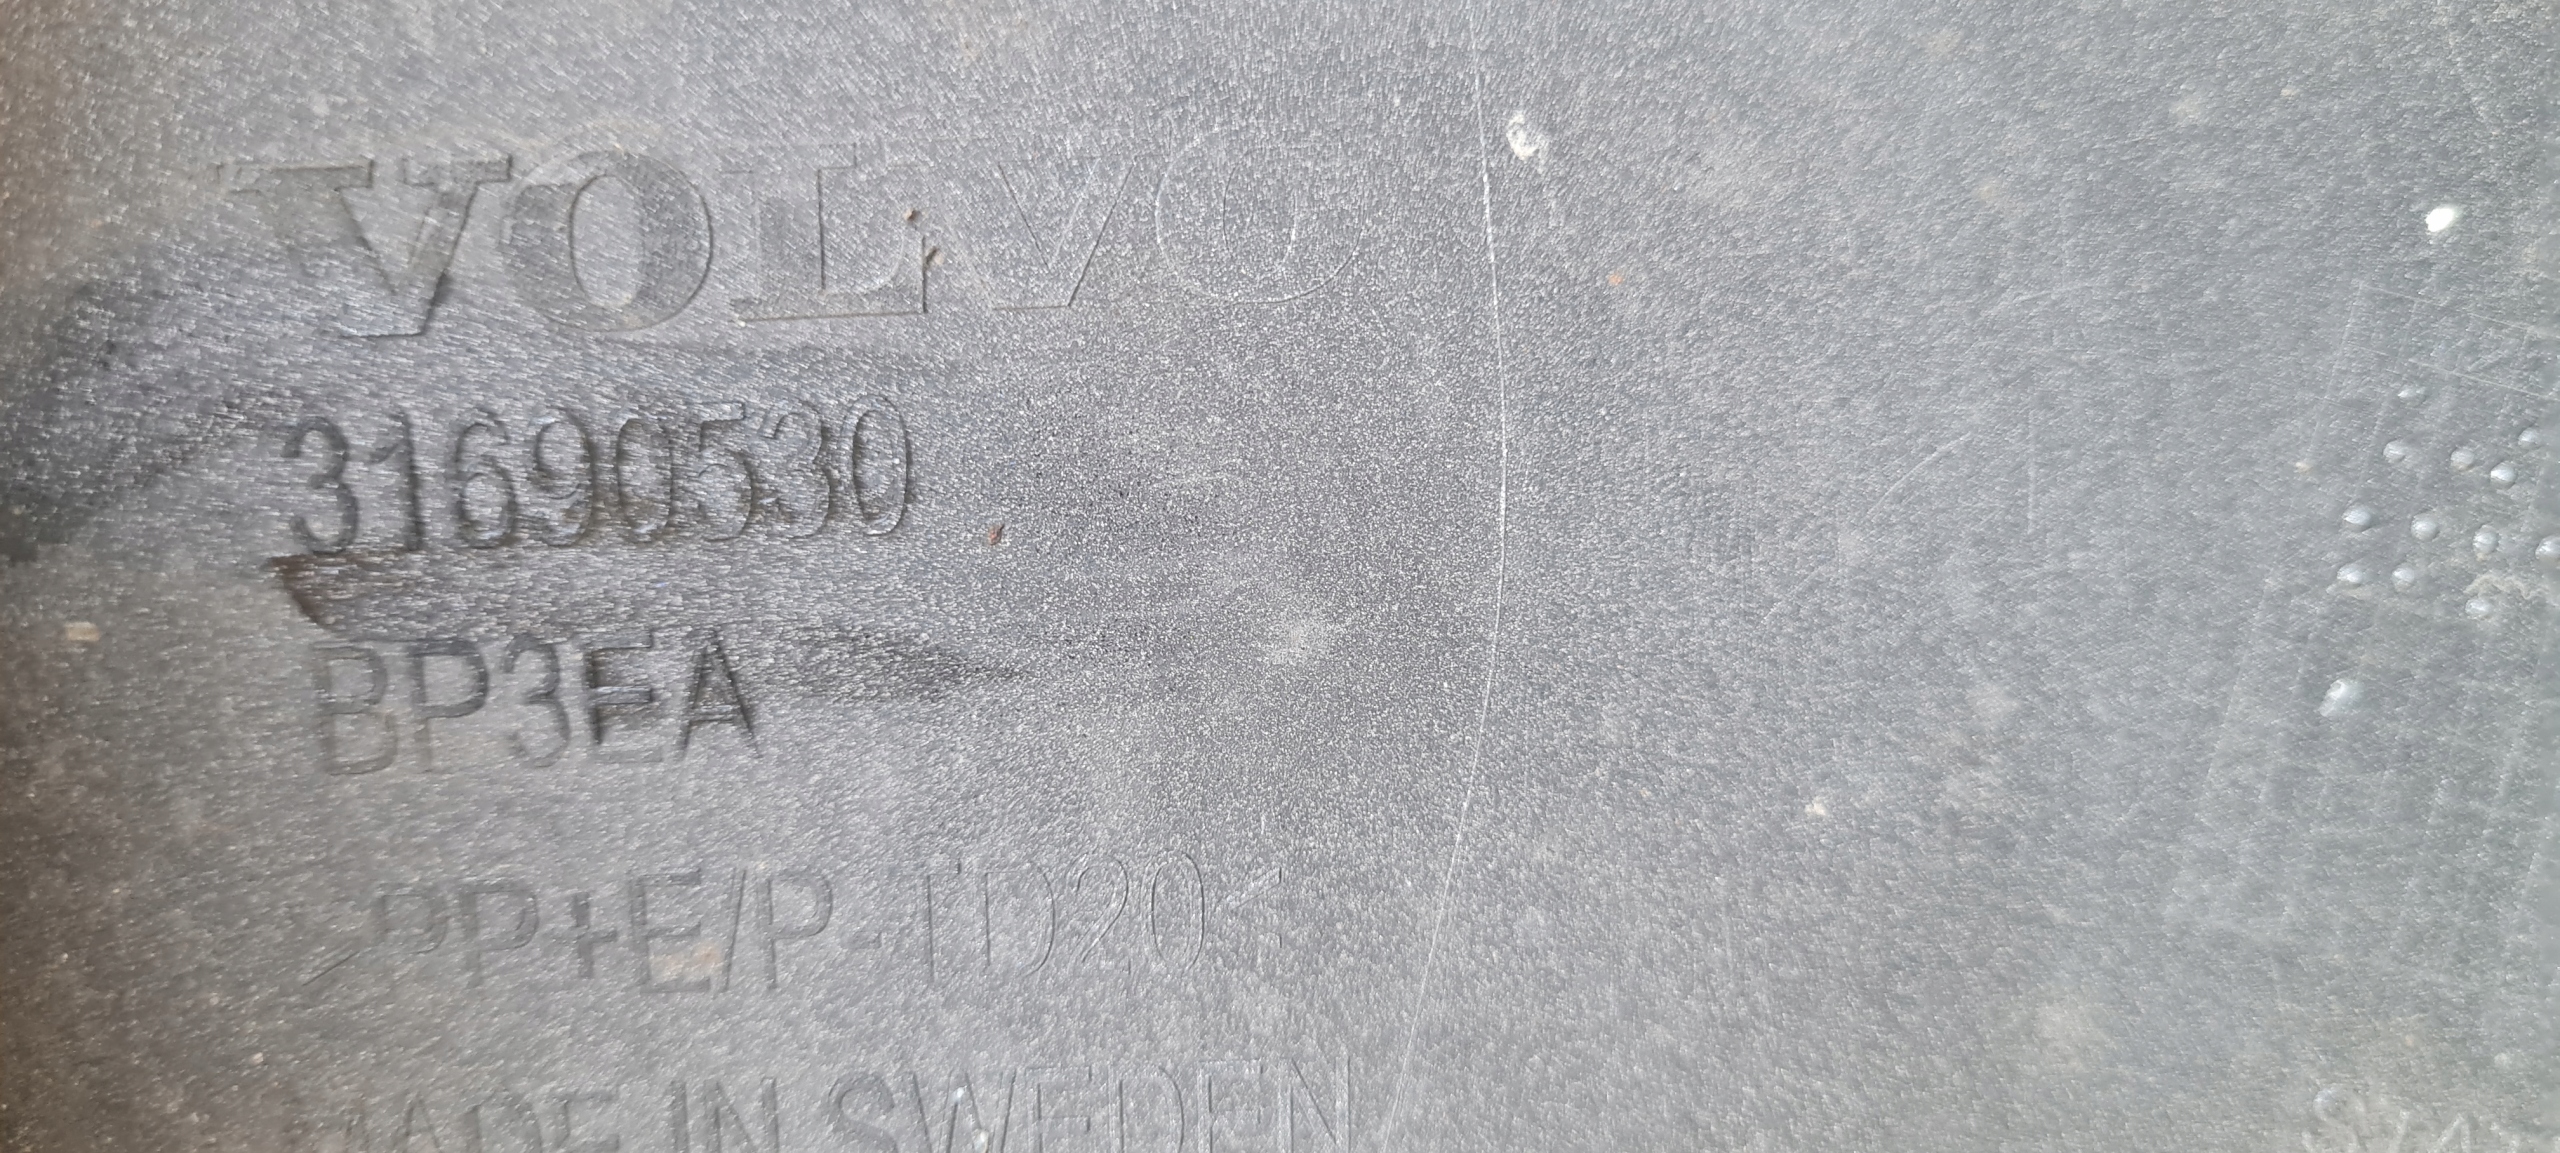 VOLVO
31690530
BP3EA
>PP+E/P-TD20<
MADE IN SWEDEN